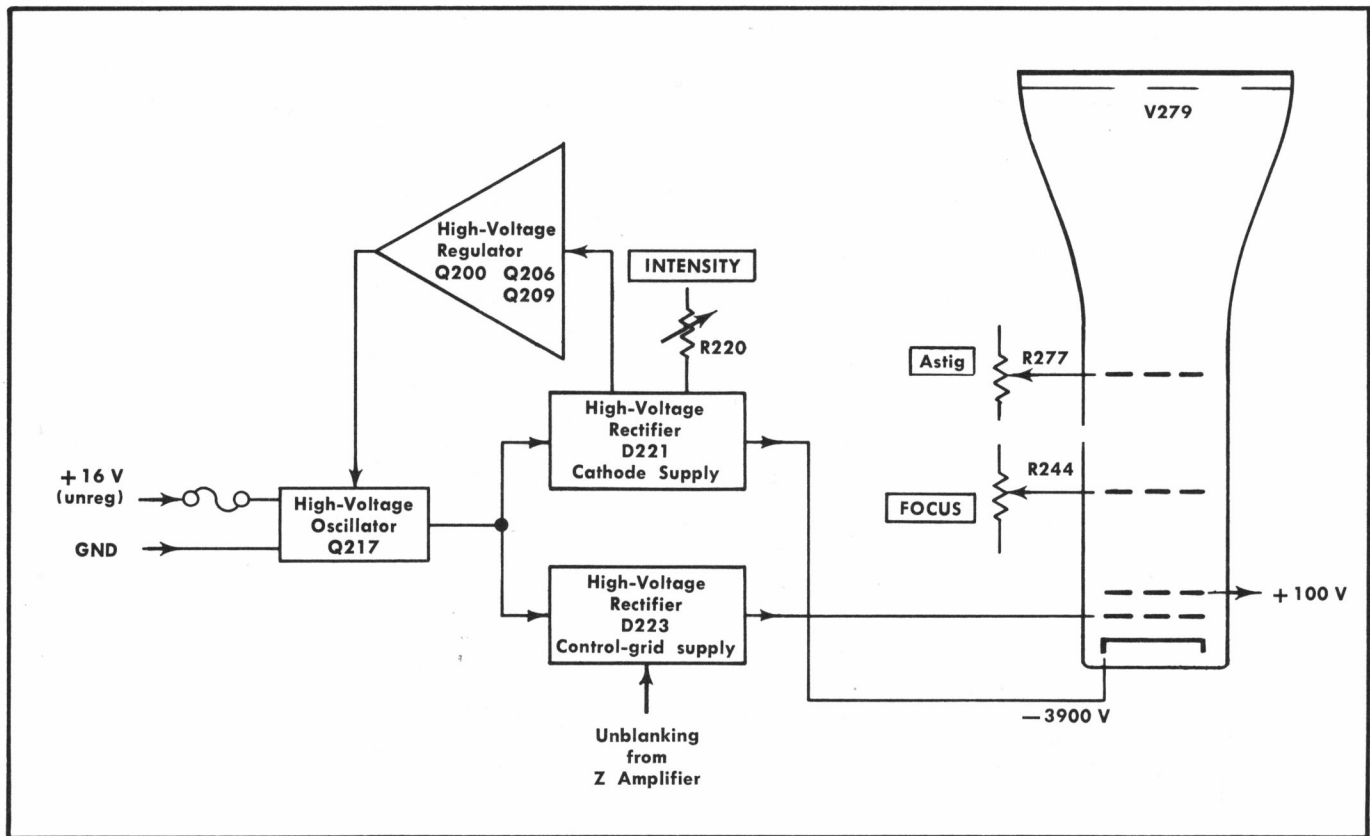 V279
High-Voltage
Regulator
Q200 Q206
Q209
INTENSITY
R220
Astig
R277
High-Voltage
Rectifier
D221
Cathode Supply
R244
FOCUS
+ 16 V
(unreg)
GND
High-Voltage
Oscillator
Q217
High-Voltage
Rectifier
D223
Control-grid supply
+ 100 V
— 3900 V
Unblanking
from
Z Amplifier